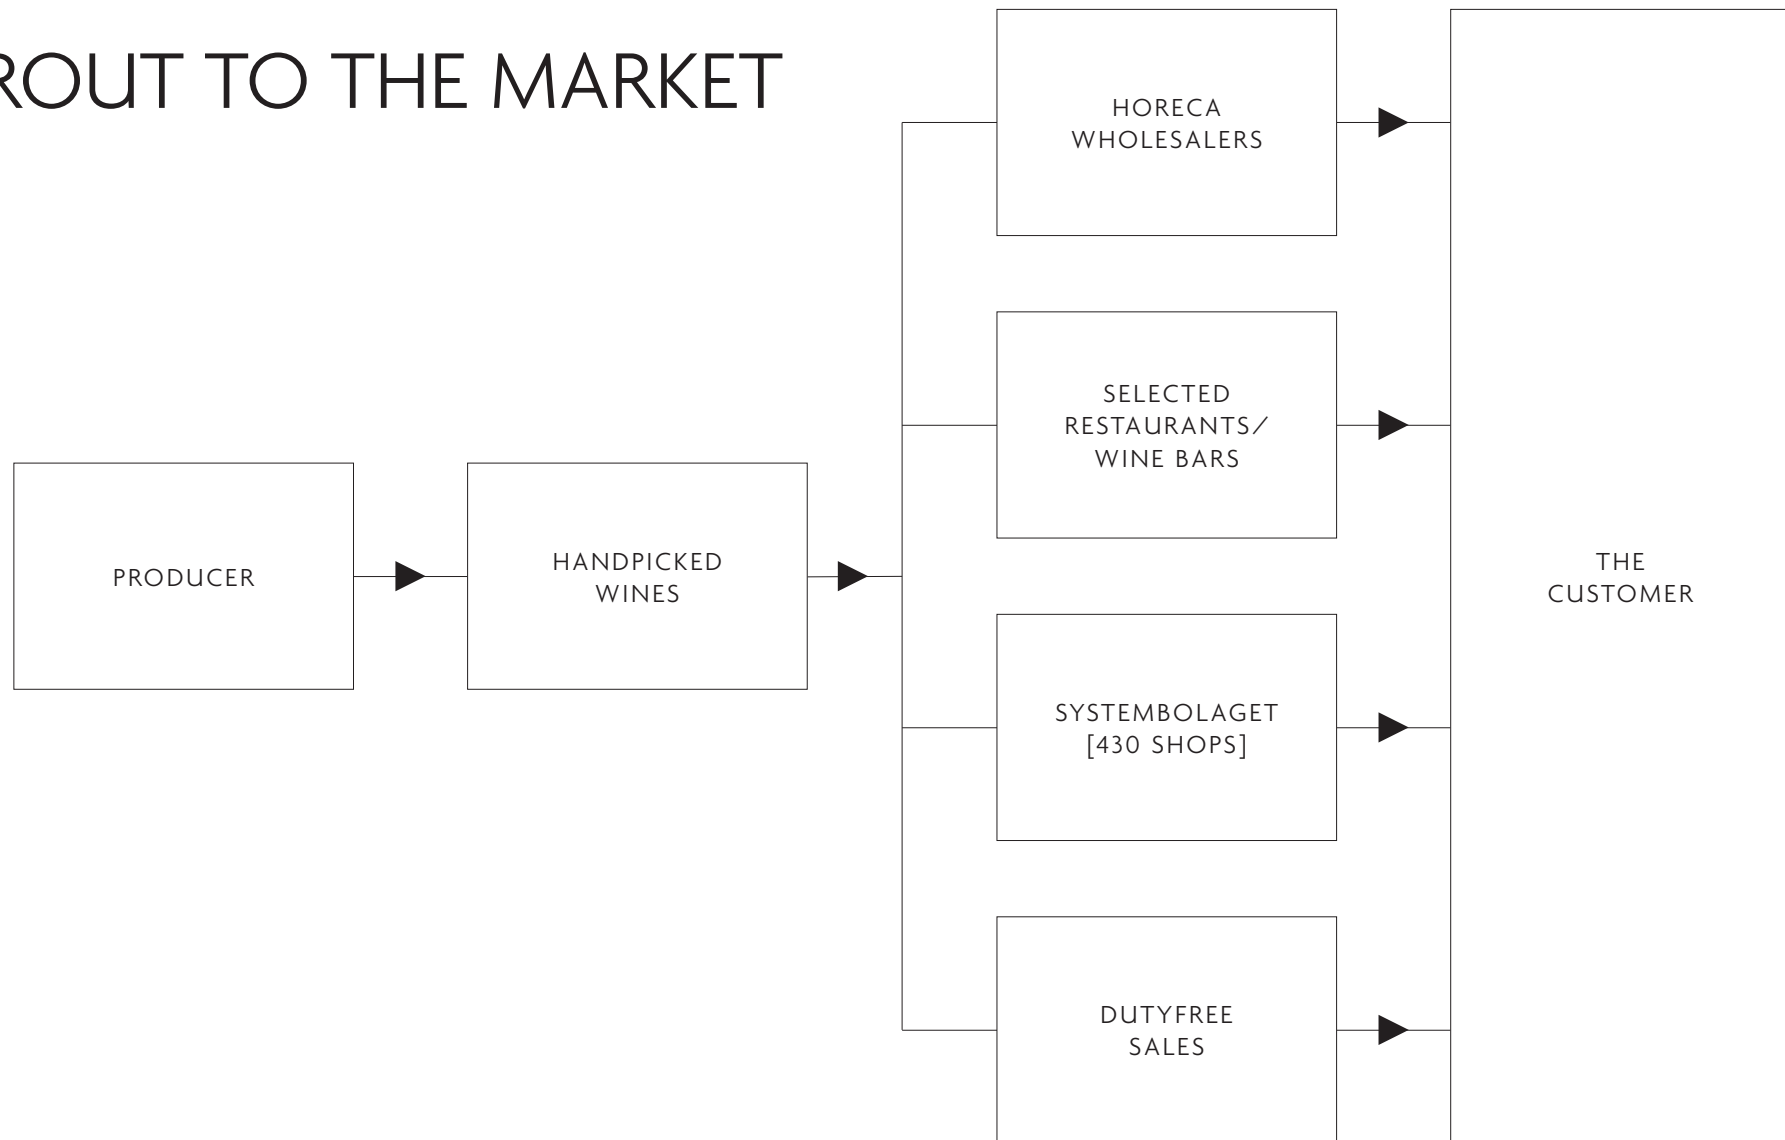 ROUT TO THE MARKET
HORECA
WHOLESALERS
SELECTED
RESTAURANTS/
WINE BARS
PRODUCER
HANDPICKED
WINES
THE
CUSTOMER
SYSTEMBOLAGET
[430 SHOPS]
DUTYFREE
SALES